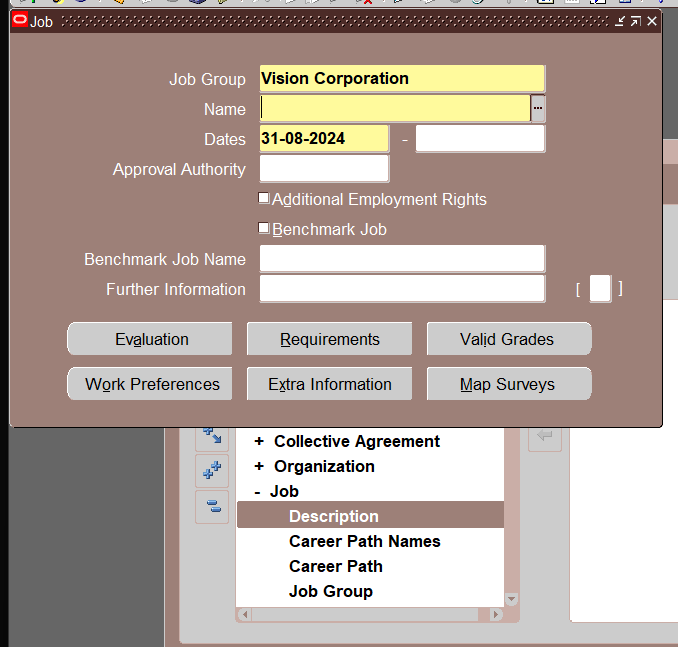 Job
Job Group Vision Corporation
Name ...
Dates 31-08-2024 -
Approval Authority
Additional Employment Rights
Benchmark Job
Benchmark Job Name
Further Information [ ]
Evaluation Requirements Valid Grades
Work Preferences Extra Information Map Surveys
+ Collective Agreement
+ Organization
- Job
Description
Career Path Names
Career Path
Job Group